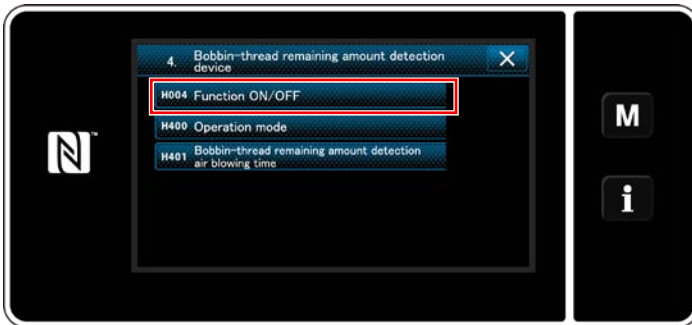 4. Bobbin-thread remaining amount detection
device
H004 Function ON/OFF
H400 Operation mode
H401 Bobbin-thread remaining amount detection
air blowing time
M
i